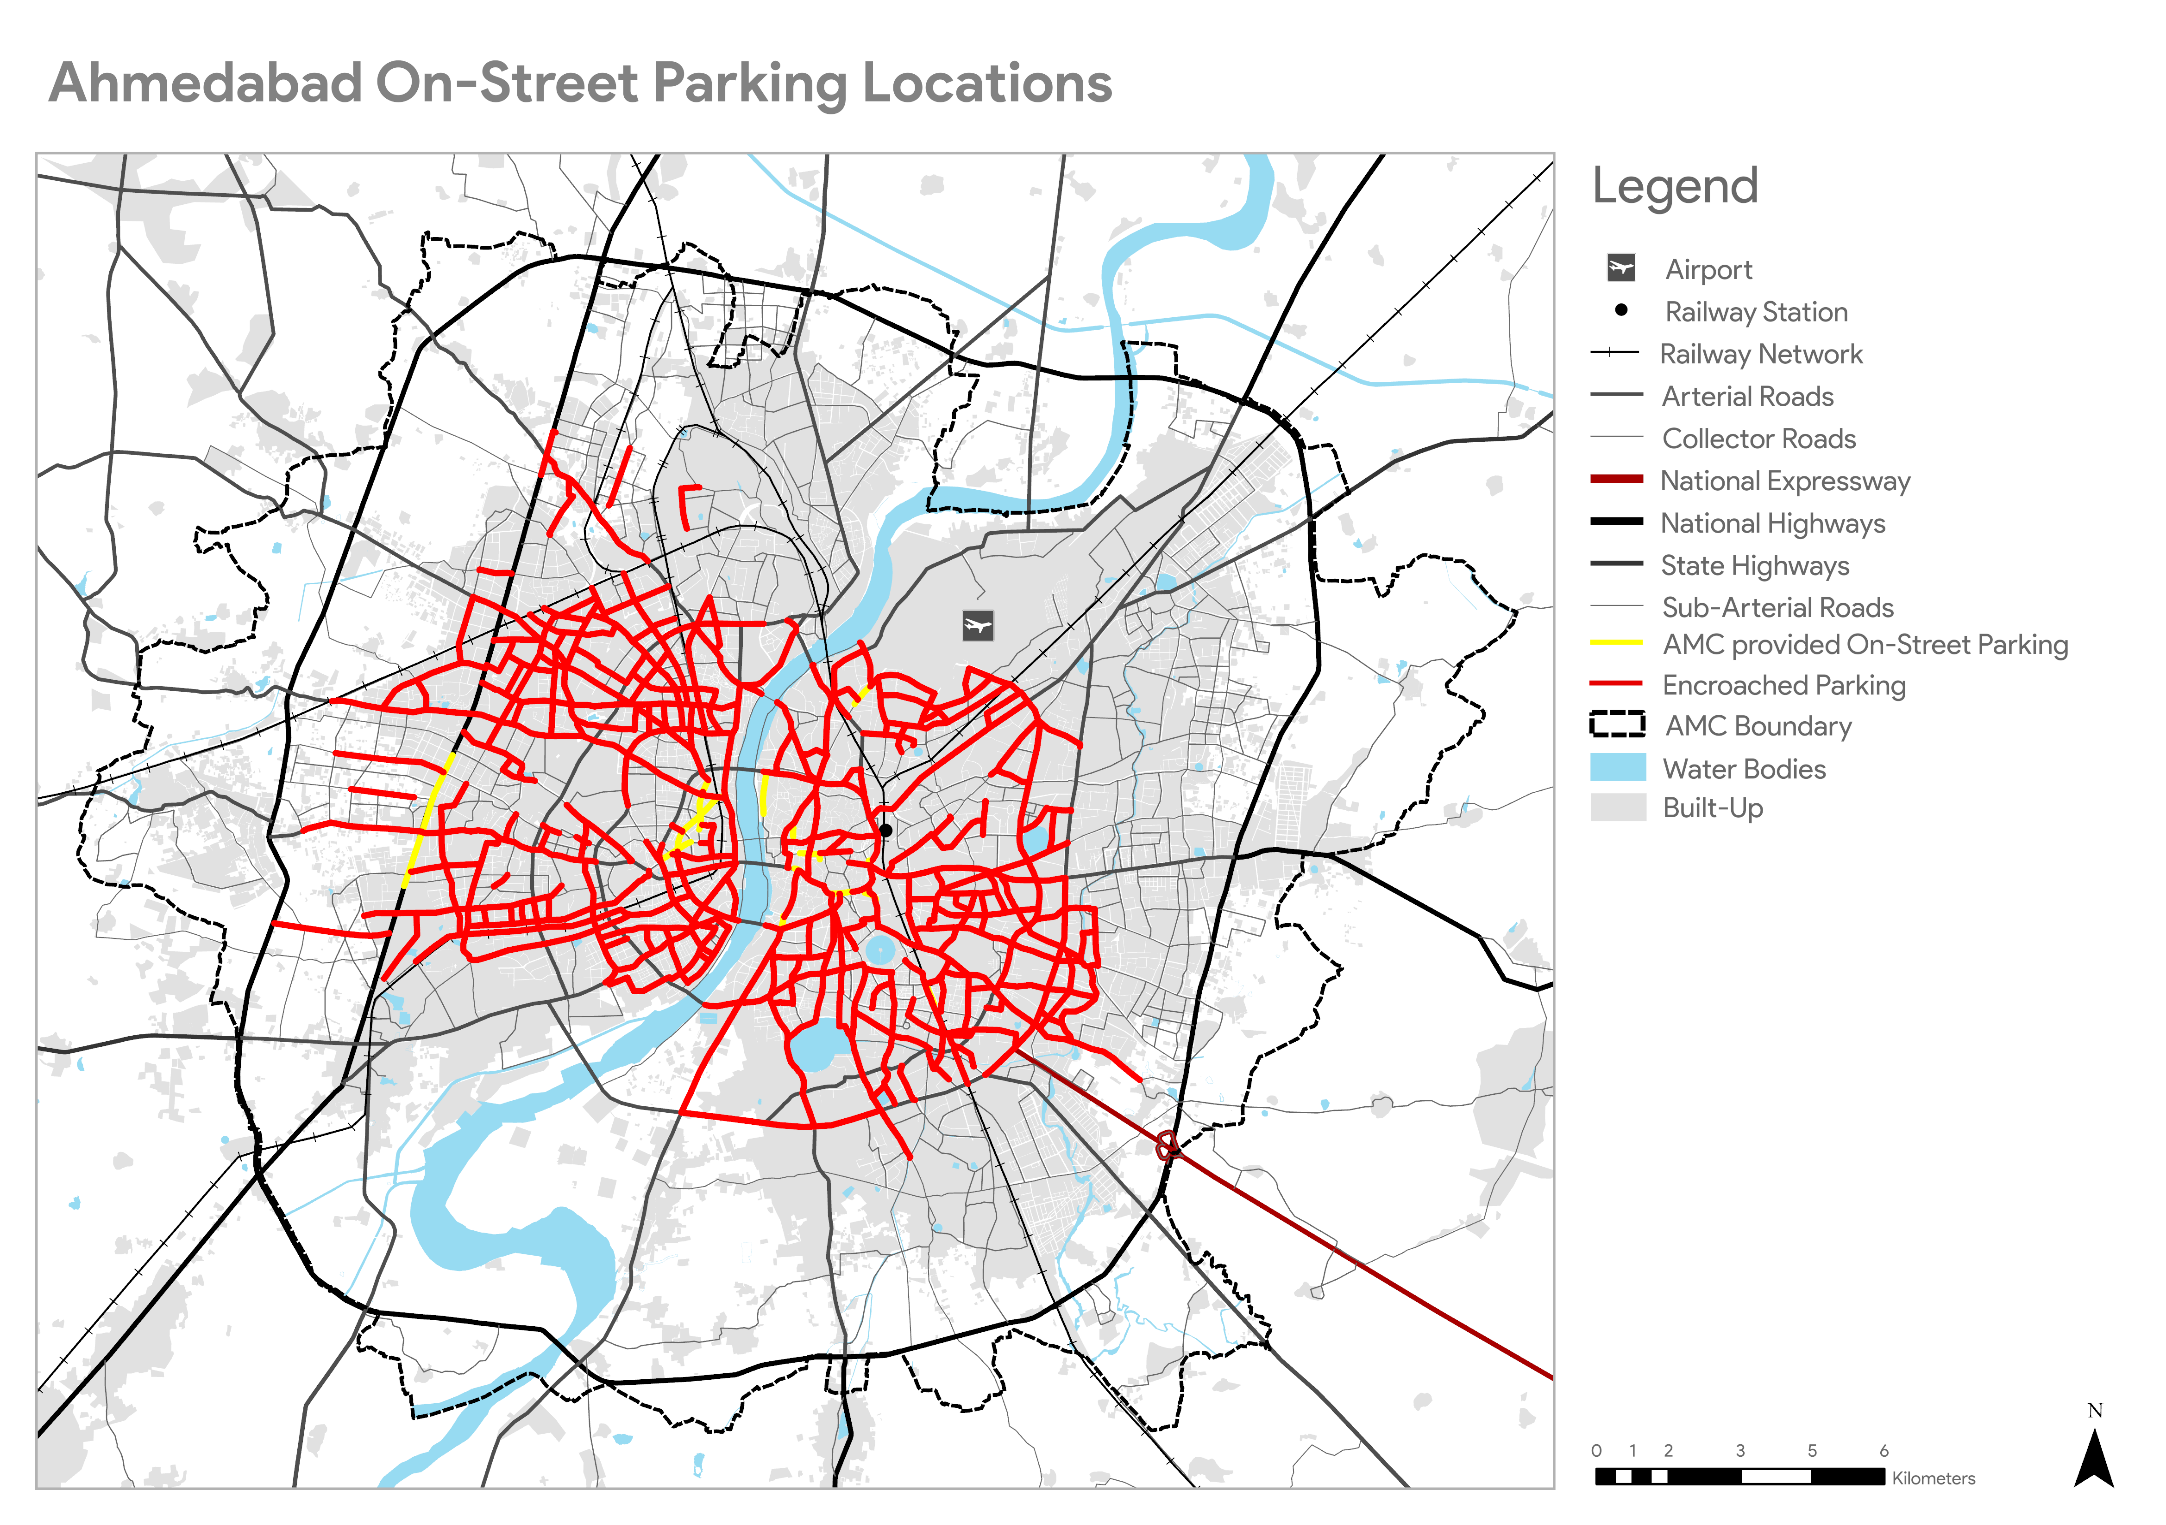 Ahmedabad On-Street Parking Locations
Legend
Airport
Railway Station
Railway Network
Arterial Roads
Collector Roads
National Expressway
National Highways
State Highways
Sub-Arterial Roads
AMC provided On-Street Parking
Encroached Parking
AMC Boundary
Water Bodies
Built-Up
N
0 1 2 3 5 6
Kilometers